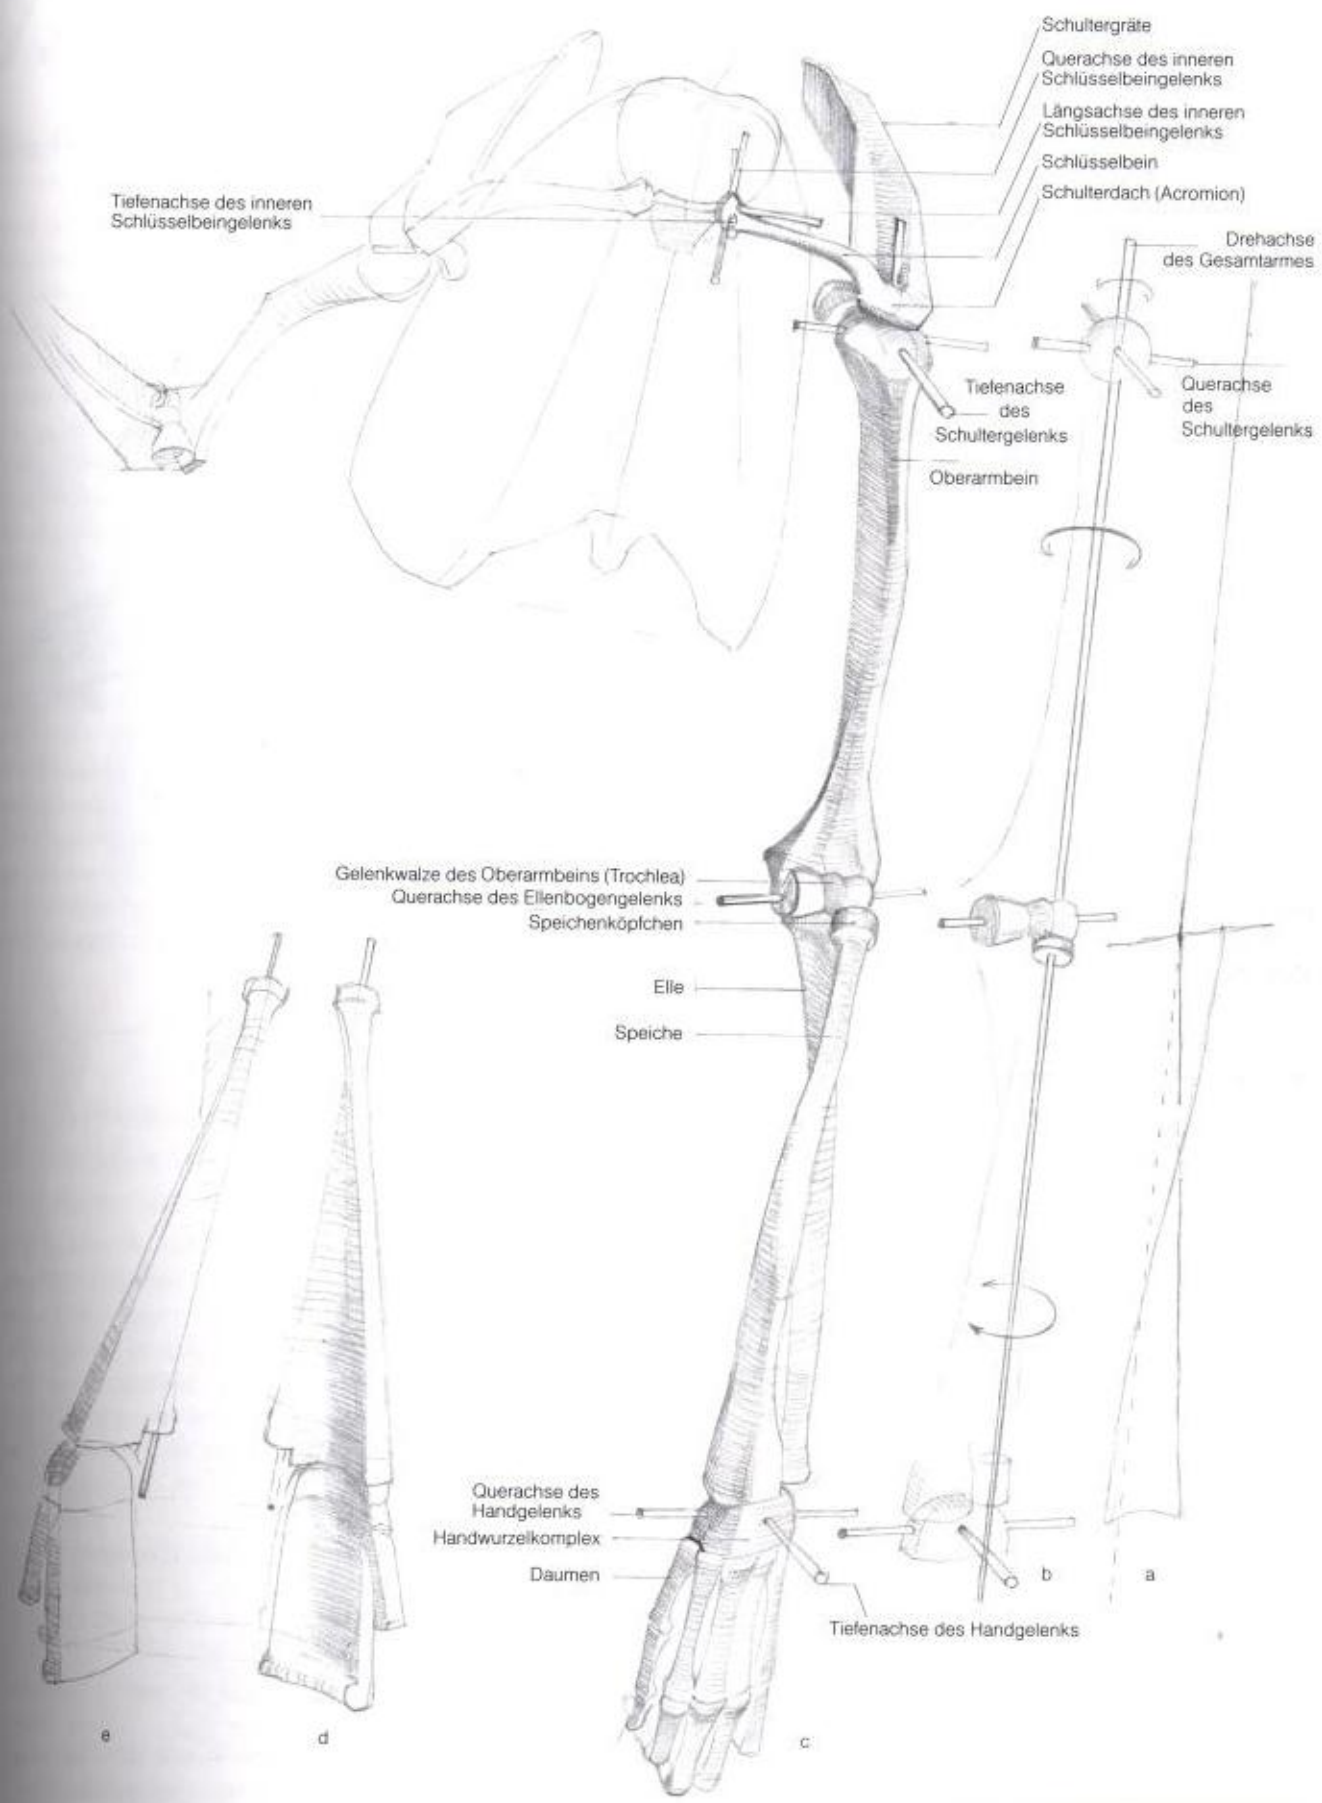 Schultergräte
Querachse des inneren
Schlüsselbeingelenks
Längsachse des inneren
Schlüsselbeingelenks
Schlüsselbein
Schulterdach (Acromion)
Tiefenachse des inneren
Schlüsselbeingelenks
Drehachse
des Gesamtarmes
Tiefenachse
des
Schultergelenks
Querachse
des
Schultergelenks
Oberarmbein
Gelenkwalze des Oberarmbeins (Trochlea)
Querachse des Ellenbogengelenks
Speichenköpfchen
Elle
Speiche
Querachse des
Handgelenks
Handwurzelkomplex
Daumen
Tiefenachse des Handgelenks
b
a
e
d
c